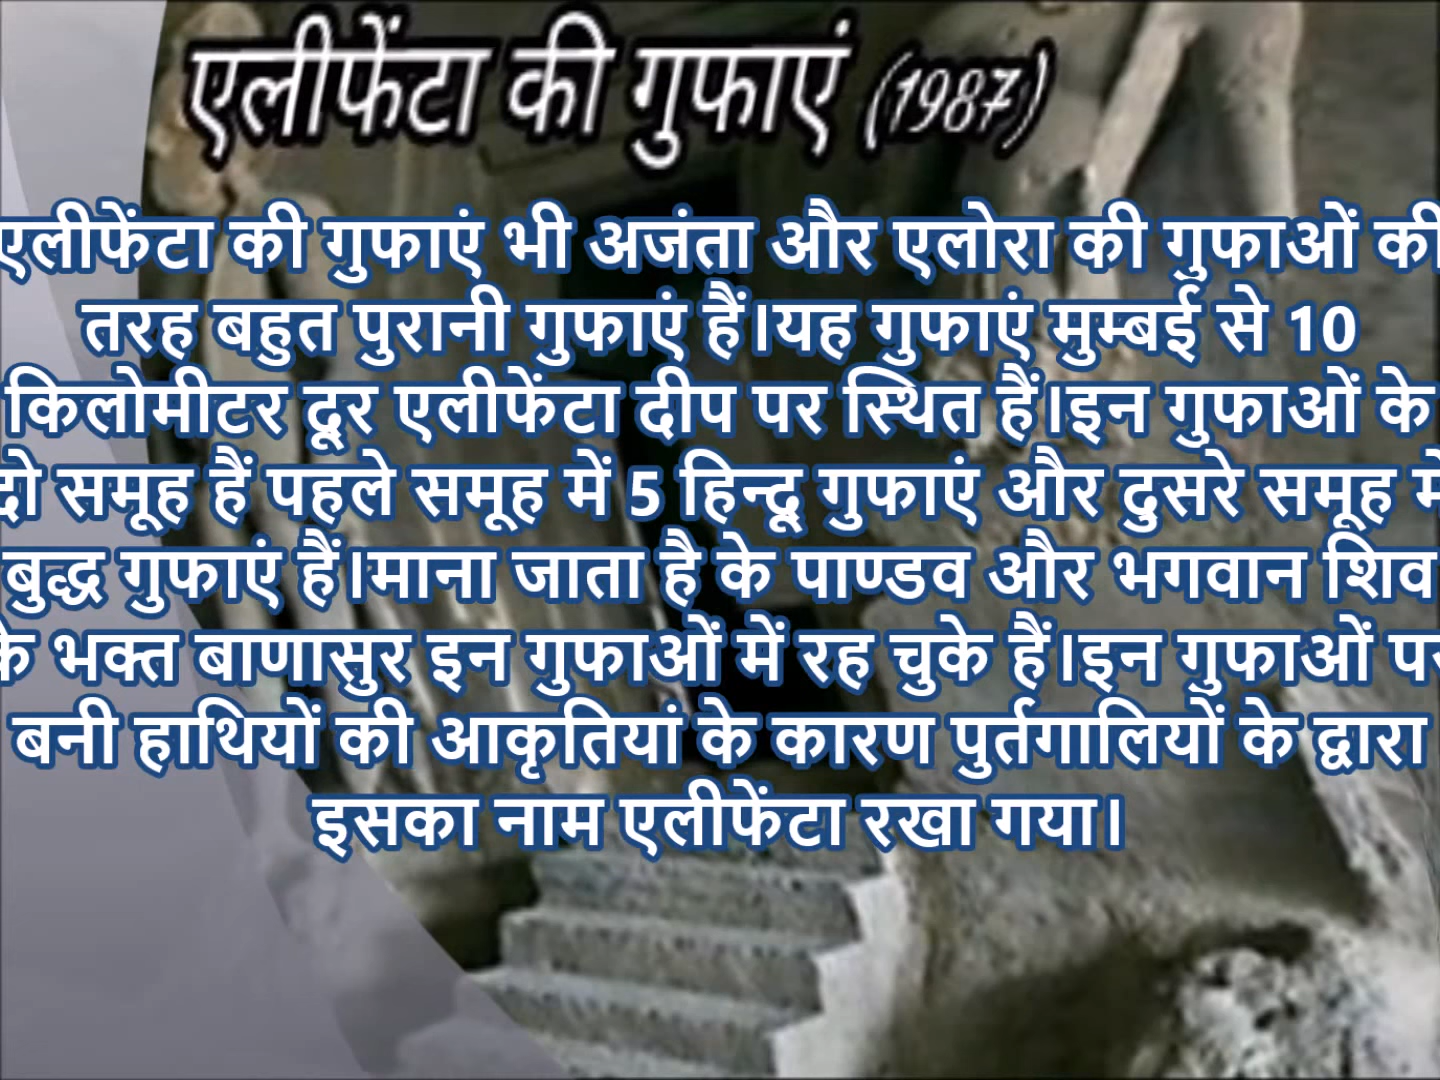 एलीफेंटा की गुफाएं (1987)
एलीफेंटा की गुफाएं भी अजंता और एलोरा की गुफाओं की
तरह बहुत पुरानी गुफाएं हैं।यह गुफाएं मुम्बई से 10
किलोमीटर दूर एलीफेंटा दीप पर स्थित हैं।इन गुफाओं के
दो समूह हैं पहले समूह में 5 हिन्दू गुफाएं और दुसरे समूह में
बुद्ध गुफाएं हैं।माना जाता है के पाण्डव और भगवान शिव
के भक्त बाणासुर इन गुफाओं में रह चुके हैं।इन गुफाओं पर
बनी हाथियों की आकृतियां के कारण पुर्तगालियों के द्वारा
इसका नाम एलीफेंटा रखा गया।